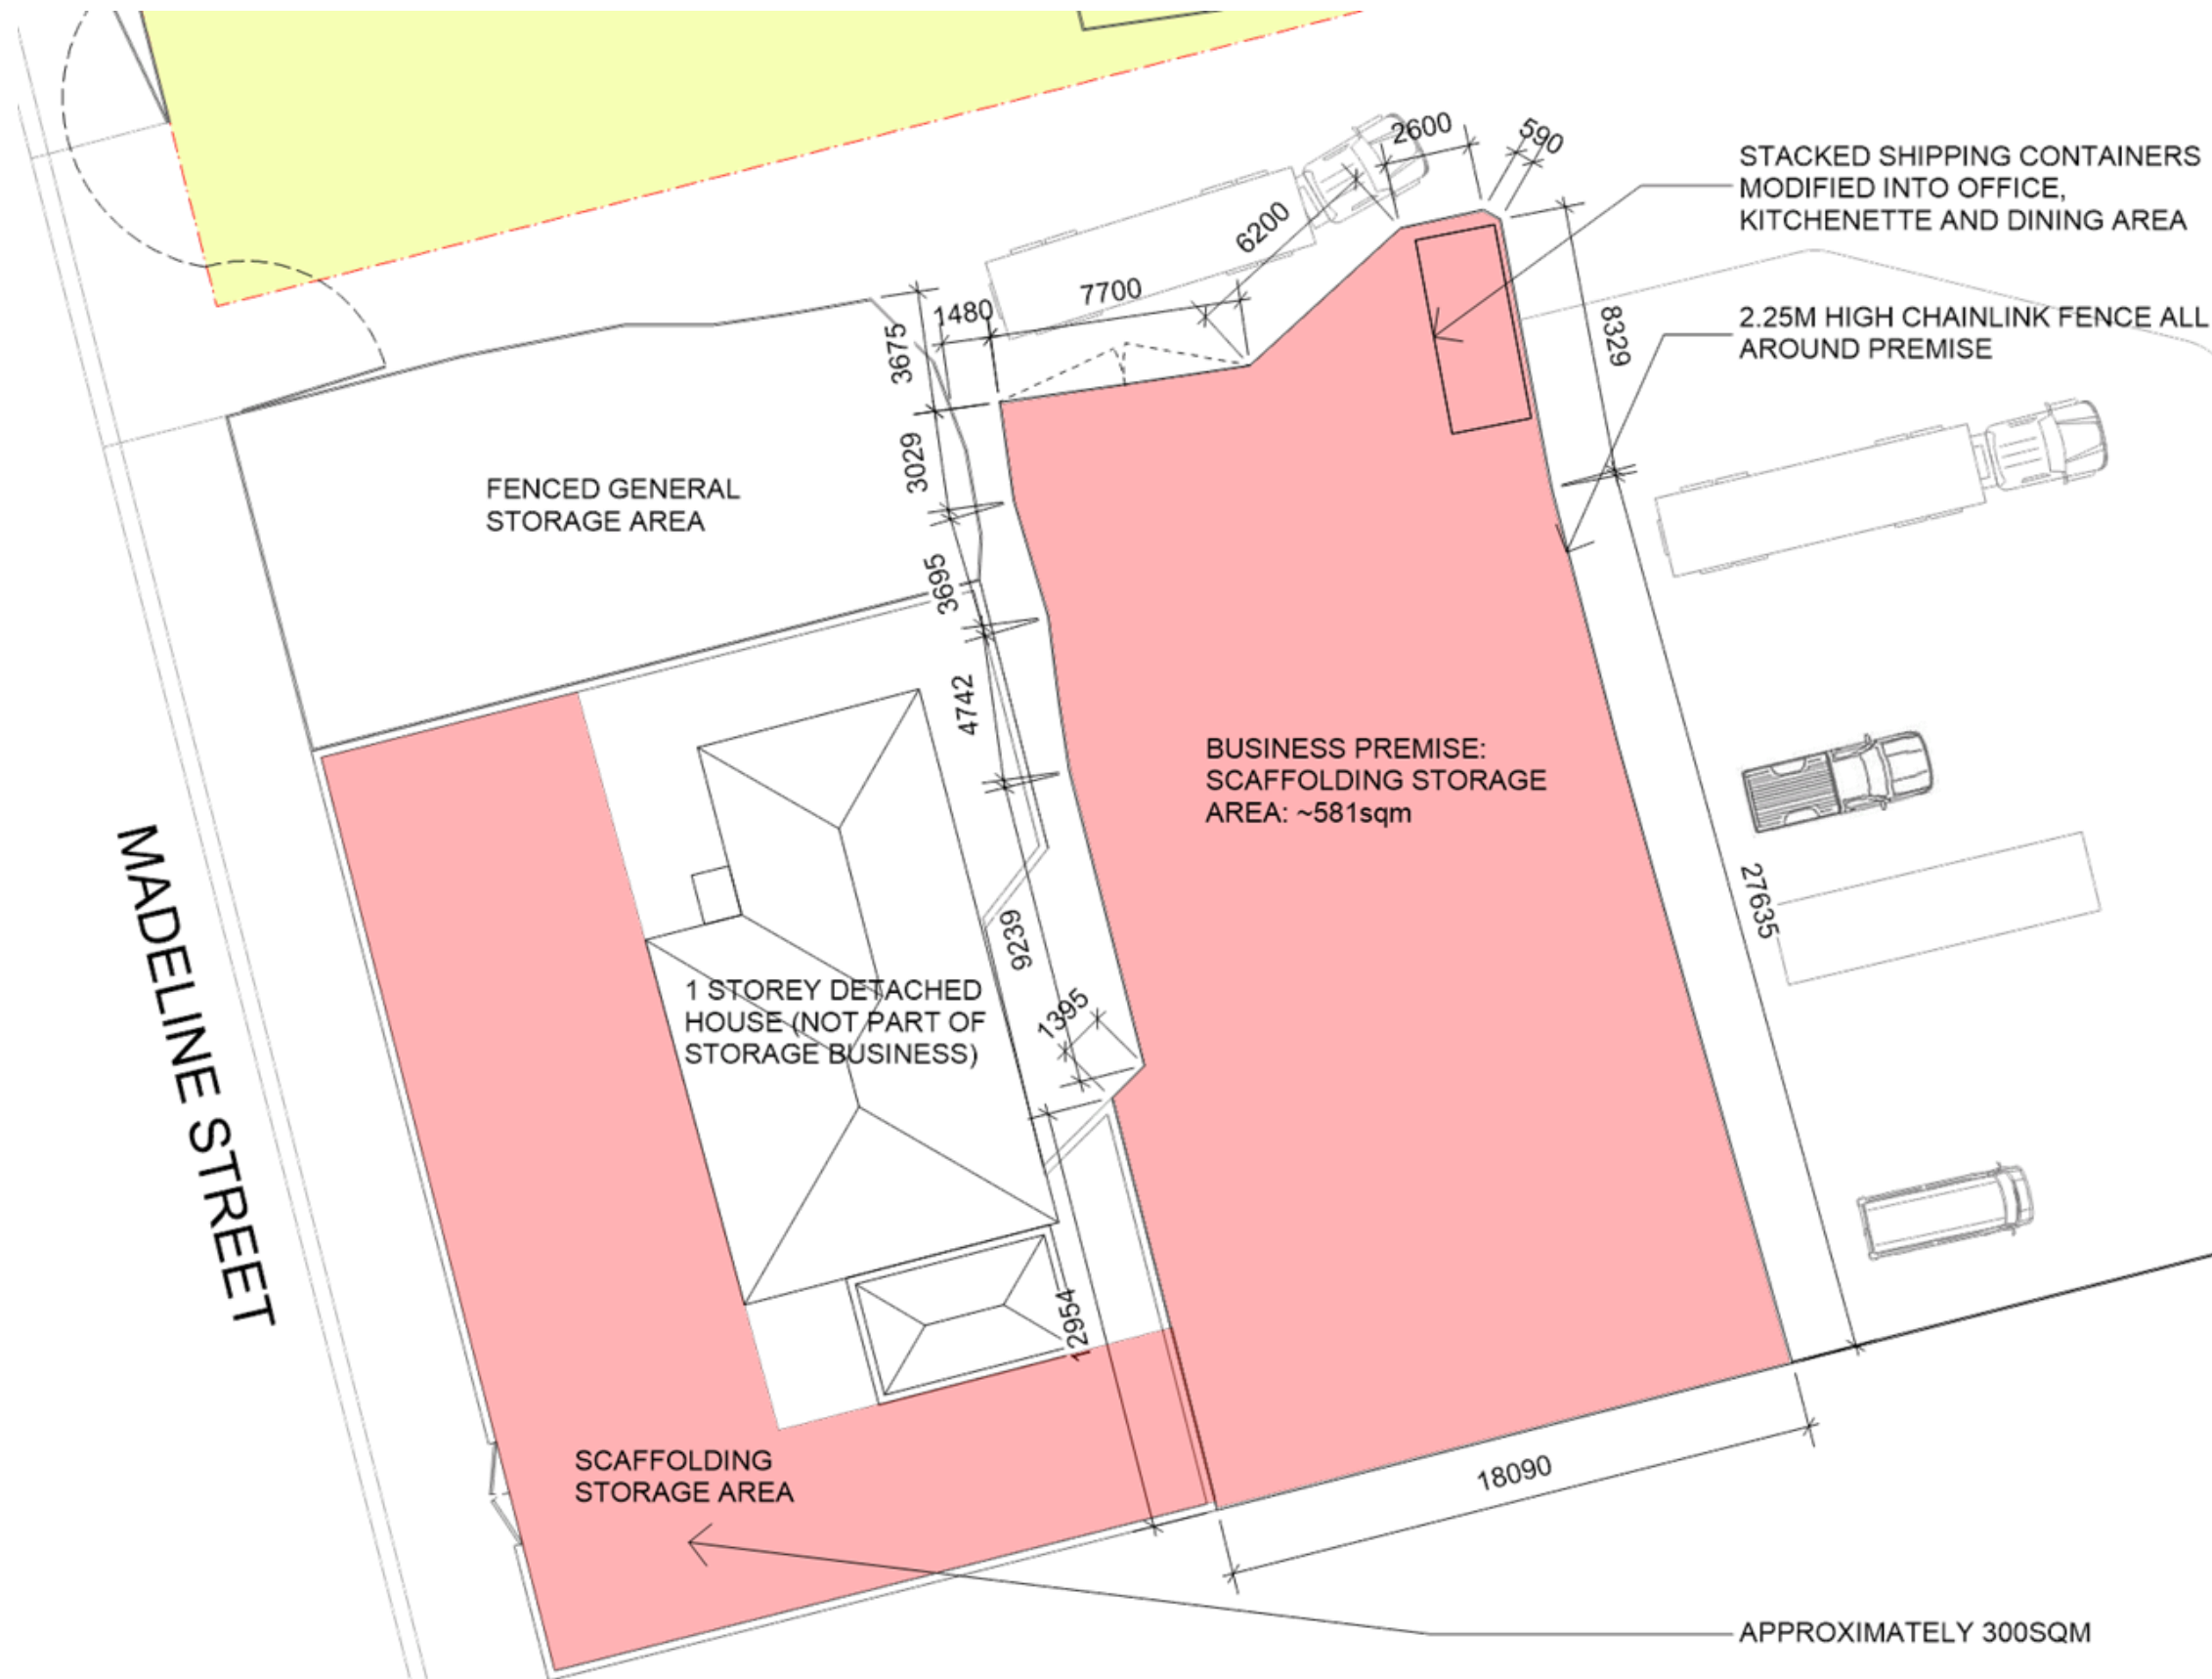 2600
590
STACKED SHIPPING CONTAINERS
MODIFIED INTO OFFICE,
KITCHENETTE AND DINING AREA
6200
7700
1480
3675
8329
2.25M HIGH CHAINLINK FENCE ALL
AROUND PREMISE
3029
FENCED GENERAL
STORAGE AREA
3695
4742
BUSINESS PREMISE:
SCAFFOLDING STORAGE
AREA: ~581sqm
MADELINE STREET
27635
9239
1 STOREY DETACHED
HOUSE (NOT PART OF
STORAGE BUSINESS)
1395
12954
SCAFFOLDING
STORAGE AREA
18090
APPROXIMATELY 300SQM